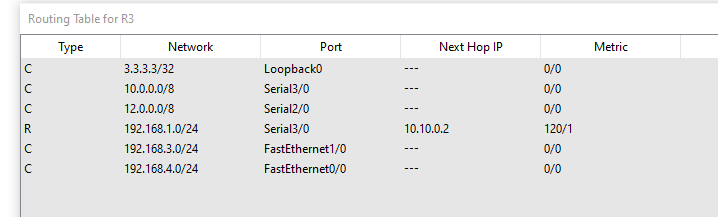 Routing Table for R3
Type Network Port Next Hop IP Metric
C 3.3.3.3/32 Loopback0 --- 0/0
C 10.0.0.0/8 Serial3/0 --- 0/0
C 12.0.0.0/8 Serial2/0 --- 0/0
R 192.168.1.0/24 Serial3/0 10.10.0.2 120/1
C 192.168.3.0/24 FastEthernet1/0 --- 0/0
C 192.168.4.0/24 FastEthernet0/0 --- 0/0